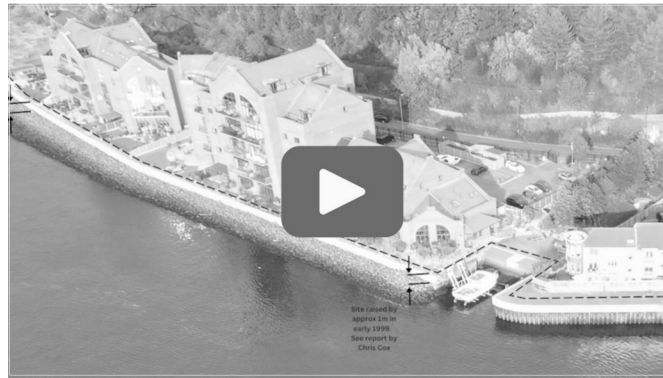 Site raised by
approx 1m in
early 1999.
See report by
Chris Cox